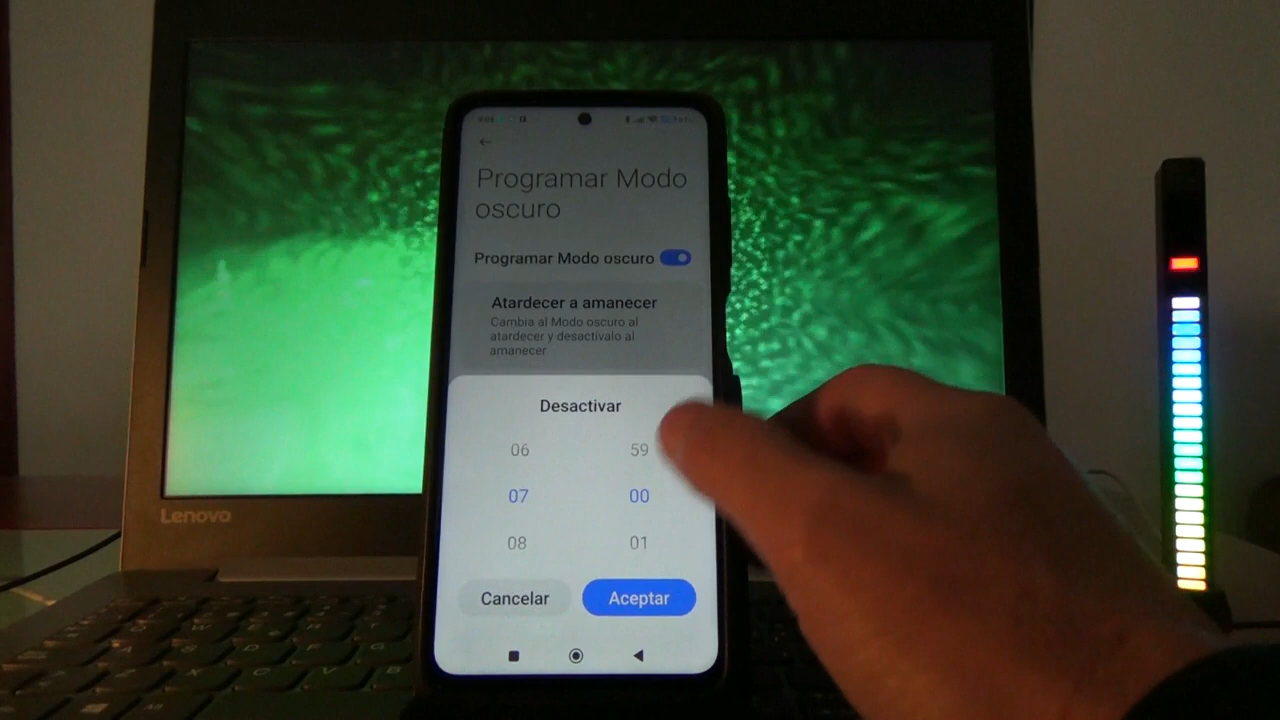 Programar Modo
oscuro
Programar Modo oscuro
Atardecer a amanecer
Cambia al Modo oscuro al
atardecer y desactívalo al
amanecer
Desactivar
06 59
07 00
08 01
Cancelar Aceptar
Lenovo